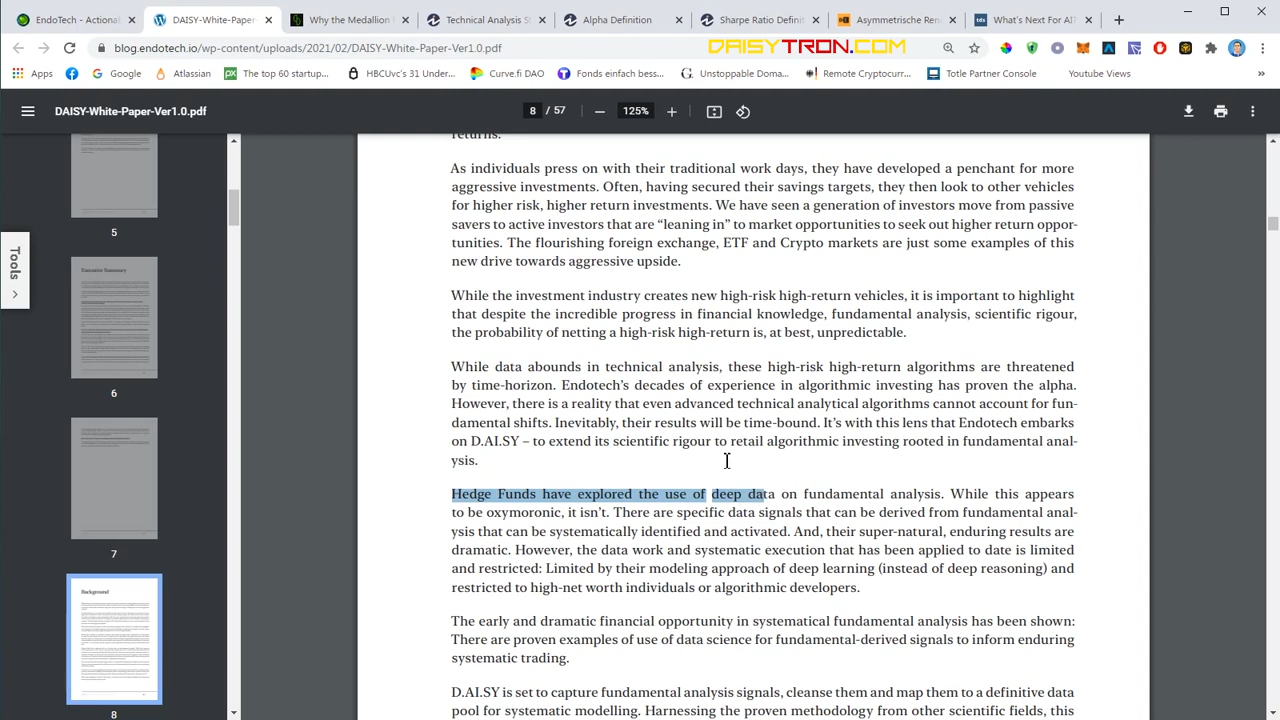 EndoTech - Actional
DAISY-White-Paper-
Why the Medallion F
Technical Analysis S
Alpha Definition
Sharpe Ratio Definit
Asymmetrische Ren
What's Next For AI?
blog.endotech.io/wp-content/uploads/2021/02/DAISY-White-Paper-Ver1.0.pdf
DAISYTRON.COM
Apps
Google
Atlassian
The top 60 startup...
HBCUvc's 31 Under...
Curve.fi DAO
Fonds einfach bess...
Unstoppable Doma...
Remote Cryptocurr...
Totle Partner Console
Youtube Views
»
DAISY-White-Paper-Ver1.0.pdf
8 / 57
125%
Tools
5
Executive Summary
6
7
Background
8
returns.
As individuals press on with their traditional work days, they have developed a penchant for more
aggressive investments. Often, having secured their savings targets, they then look to other vehicles
for higher risk, higher return investments. We have seen a generation of investors move from passive
savers to active investors that are “leaning in” to market opportunities to seek out higher return oppor-
tunities. The flourishing foreign exchange, ETF and Crypto markets are just some examples of this
new drive towards aggressive upside.
While the investment industry creates new high-risk high-return vehicles, it is important to highlight
that despite the incredible progress in financial knowledge, fundamental analysis, scientific rigour,
the probability of netting a high-risk high-return is, at best, unpredictable.
While data abounds in technical analysis, these high-risk high-return algorithms are threatened
by time-horizon. Endotech's decades of experience in algorithmic investing has proven the alpha.
However, there is a reality that even advanced technical analytical algorithms cannot account for fun-
damental shifts. Inevitably, their results will be time-bound. It's with this lens that Endotech embarks
on D.AI.SY – to extend its scientific rigour to retail algorithmic investing rooted in fundamental anal-
ysis.
Hedge Funds have explored the use of deep data on fundamental analysis. While this appears
to be oxymoronic, it isn't. There are specific data signals that can be derived from fundamental anal-
ysis that can be systematically identified and activated. And, their super-natural, enduring results are
dramatic. However, the data work and systematic execution that has been applied to date is limited
and restricted: Limited by their modeling approach of deep learning (instead of deep reasoning) and
restricted to high-net worth individuals or algorithmic developers.
The early and dramatic financial opportunity in systematical fundamental analysis has been shown:
There are proven examples of use of data science for fundamental-derived signals to inform enduring
systematic trading.
D.AI.SY is set to capture fundamental analysis signals, cleanse them and map them to a definitive data
pool for systematic modelling. Harnessing the proven methodology from other scientific fields, this